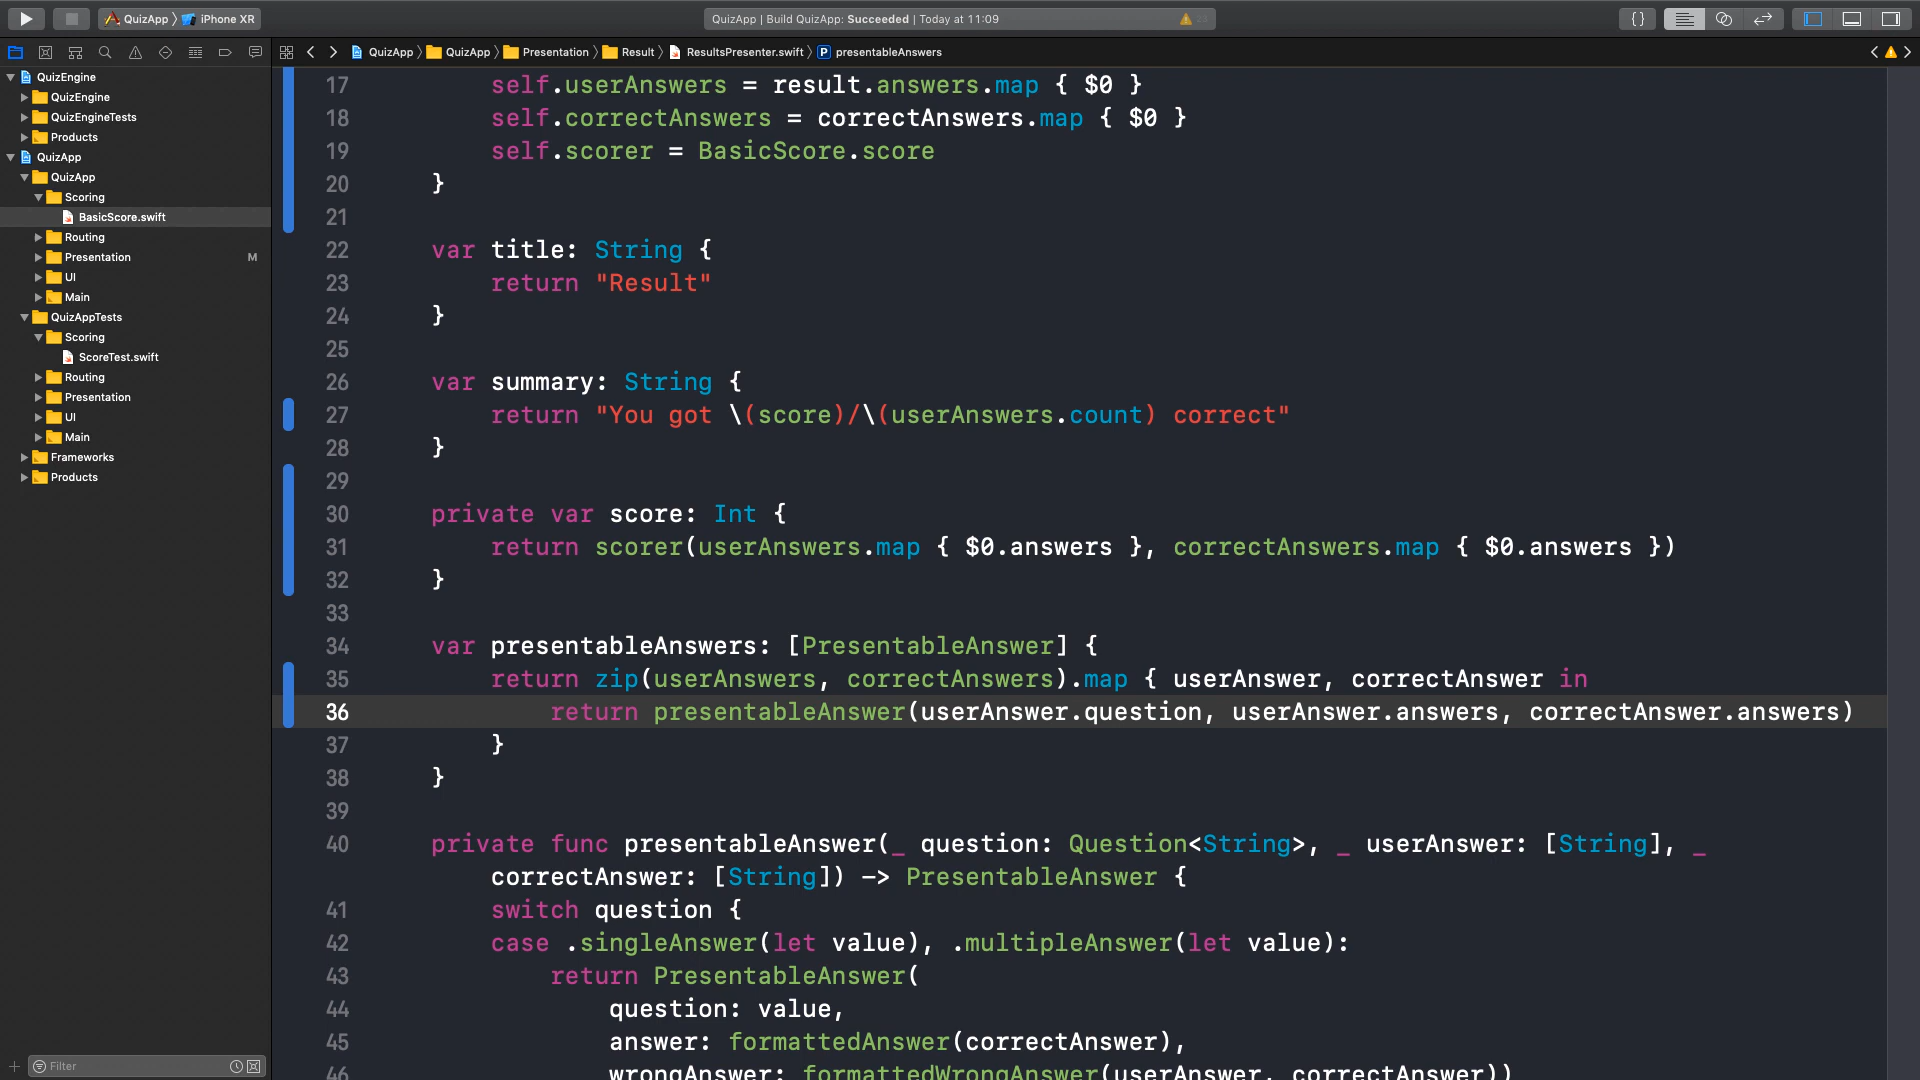 QuizApp iPhone XR
QuizApp | Build QuizApp: Succeeded | Today at 11:09
{}
QuizApp QuizApp Presentation Result ResultsPresenter.swift P presentableAnswers
QuizEngine
QuizEngine
QuizEngineTests
Products
QuizApp
QuizApp
Scoring
BasicScore.swift
Routing
Presentation M
UI
Main
QuizAppTests
Scoring
ScoreTest.swift
Routing
Presentation
UI
Main
Frameworks
Products
Filter
17 self.userAnswers = result.answers.map { $0 }
18 self.correctAnswers = correctAnswers.map { $0 }
19 self.scorer = BasicScore.score
20 }
21
22 var title: String {
23 return "Result"
24 }
25
26 var summary: String {
27 return "You got \(score)/\(userAnswers.count) correct"
28 }
29
30 private var score: Int {
31 return scorer(userAnswers.map { $0.answers }, correctAnswers.map { $0.answers })
32 }
33
34 var presentableAnswers: [PresentableAnswer] {
35 return zip(userAnswers, correctAnswers).map { userAnswer, correctAnswer in
36 return presentableAnswer(userAnswer.question, userAnswer.answers, correctAnswer.answers)
37 }
38 }
39
40 private func presentableAnswer(_ question: Question<String>, _ userAnswer: [String], _
correctAnswer: [String]) -> PresentableAnswer {
41 switch question {
42 case .singleAnswer(let value), .multipleAnswer(let value):
43 return PresentableAnswer(
44 question: value,
45 answer: formattedAnswer(correctAnswer),
46 wrongAnswer: formattedWrongAnswer(userAnswer, correctAnswer))